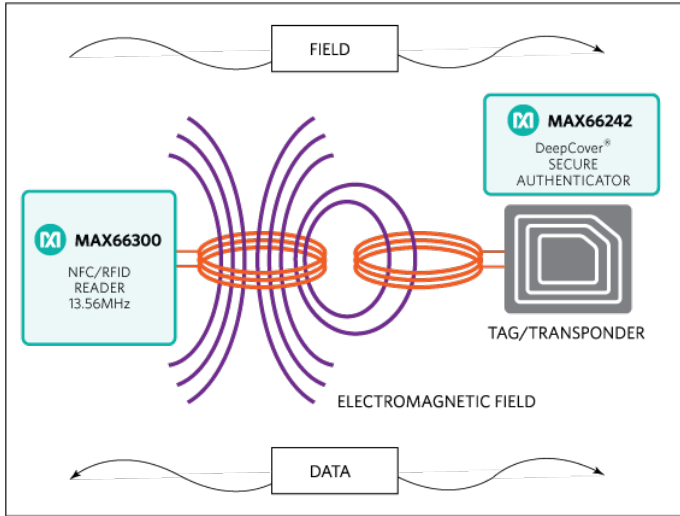 FIELD
MAX66242
DeepCover®
SECURE
AUTHENTICATOR
MAX66300
NFC/RFID
READER
13.56MHz
TAG/TRANSPONDER
ELECTROMAGNETIC FIELD
DATA